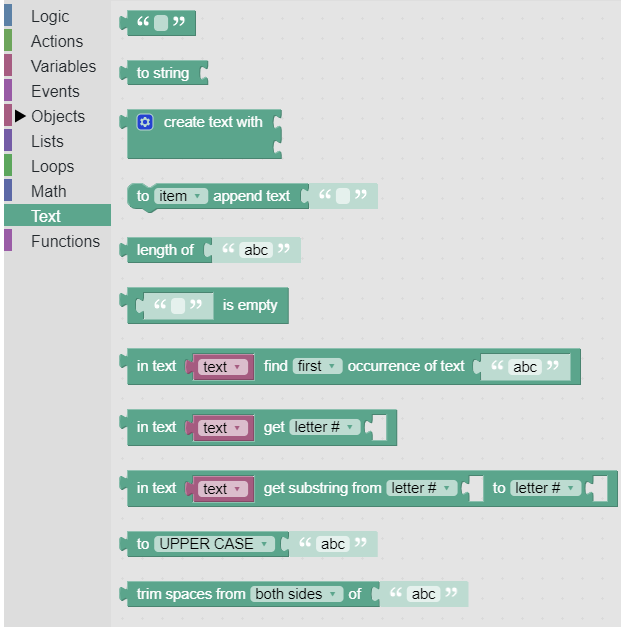 Logic
Actions
Variables
Events
Objects
Lists
Loops
Math
Text
Functions
“ ”
to string
create text with
to item append text “ ”
length of “ abc ”
“ ” is empty
in text text find first occurrence of text “ abc ”
in text text get letter #
in text text get substring from letter # to letter #
to UPPER CASE “ abc ”
trim spaces from both sides of “ abc ”